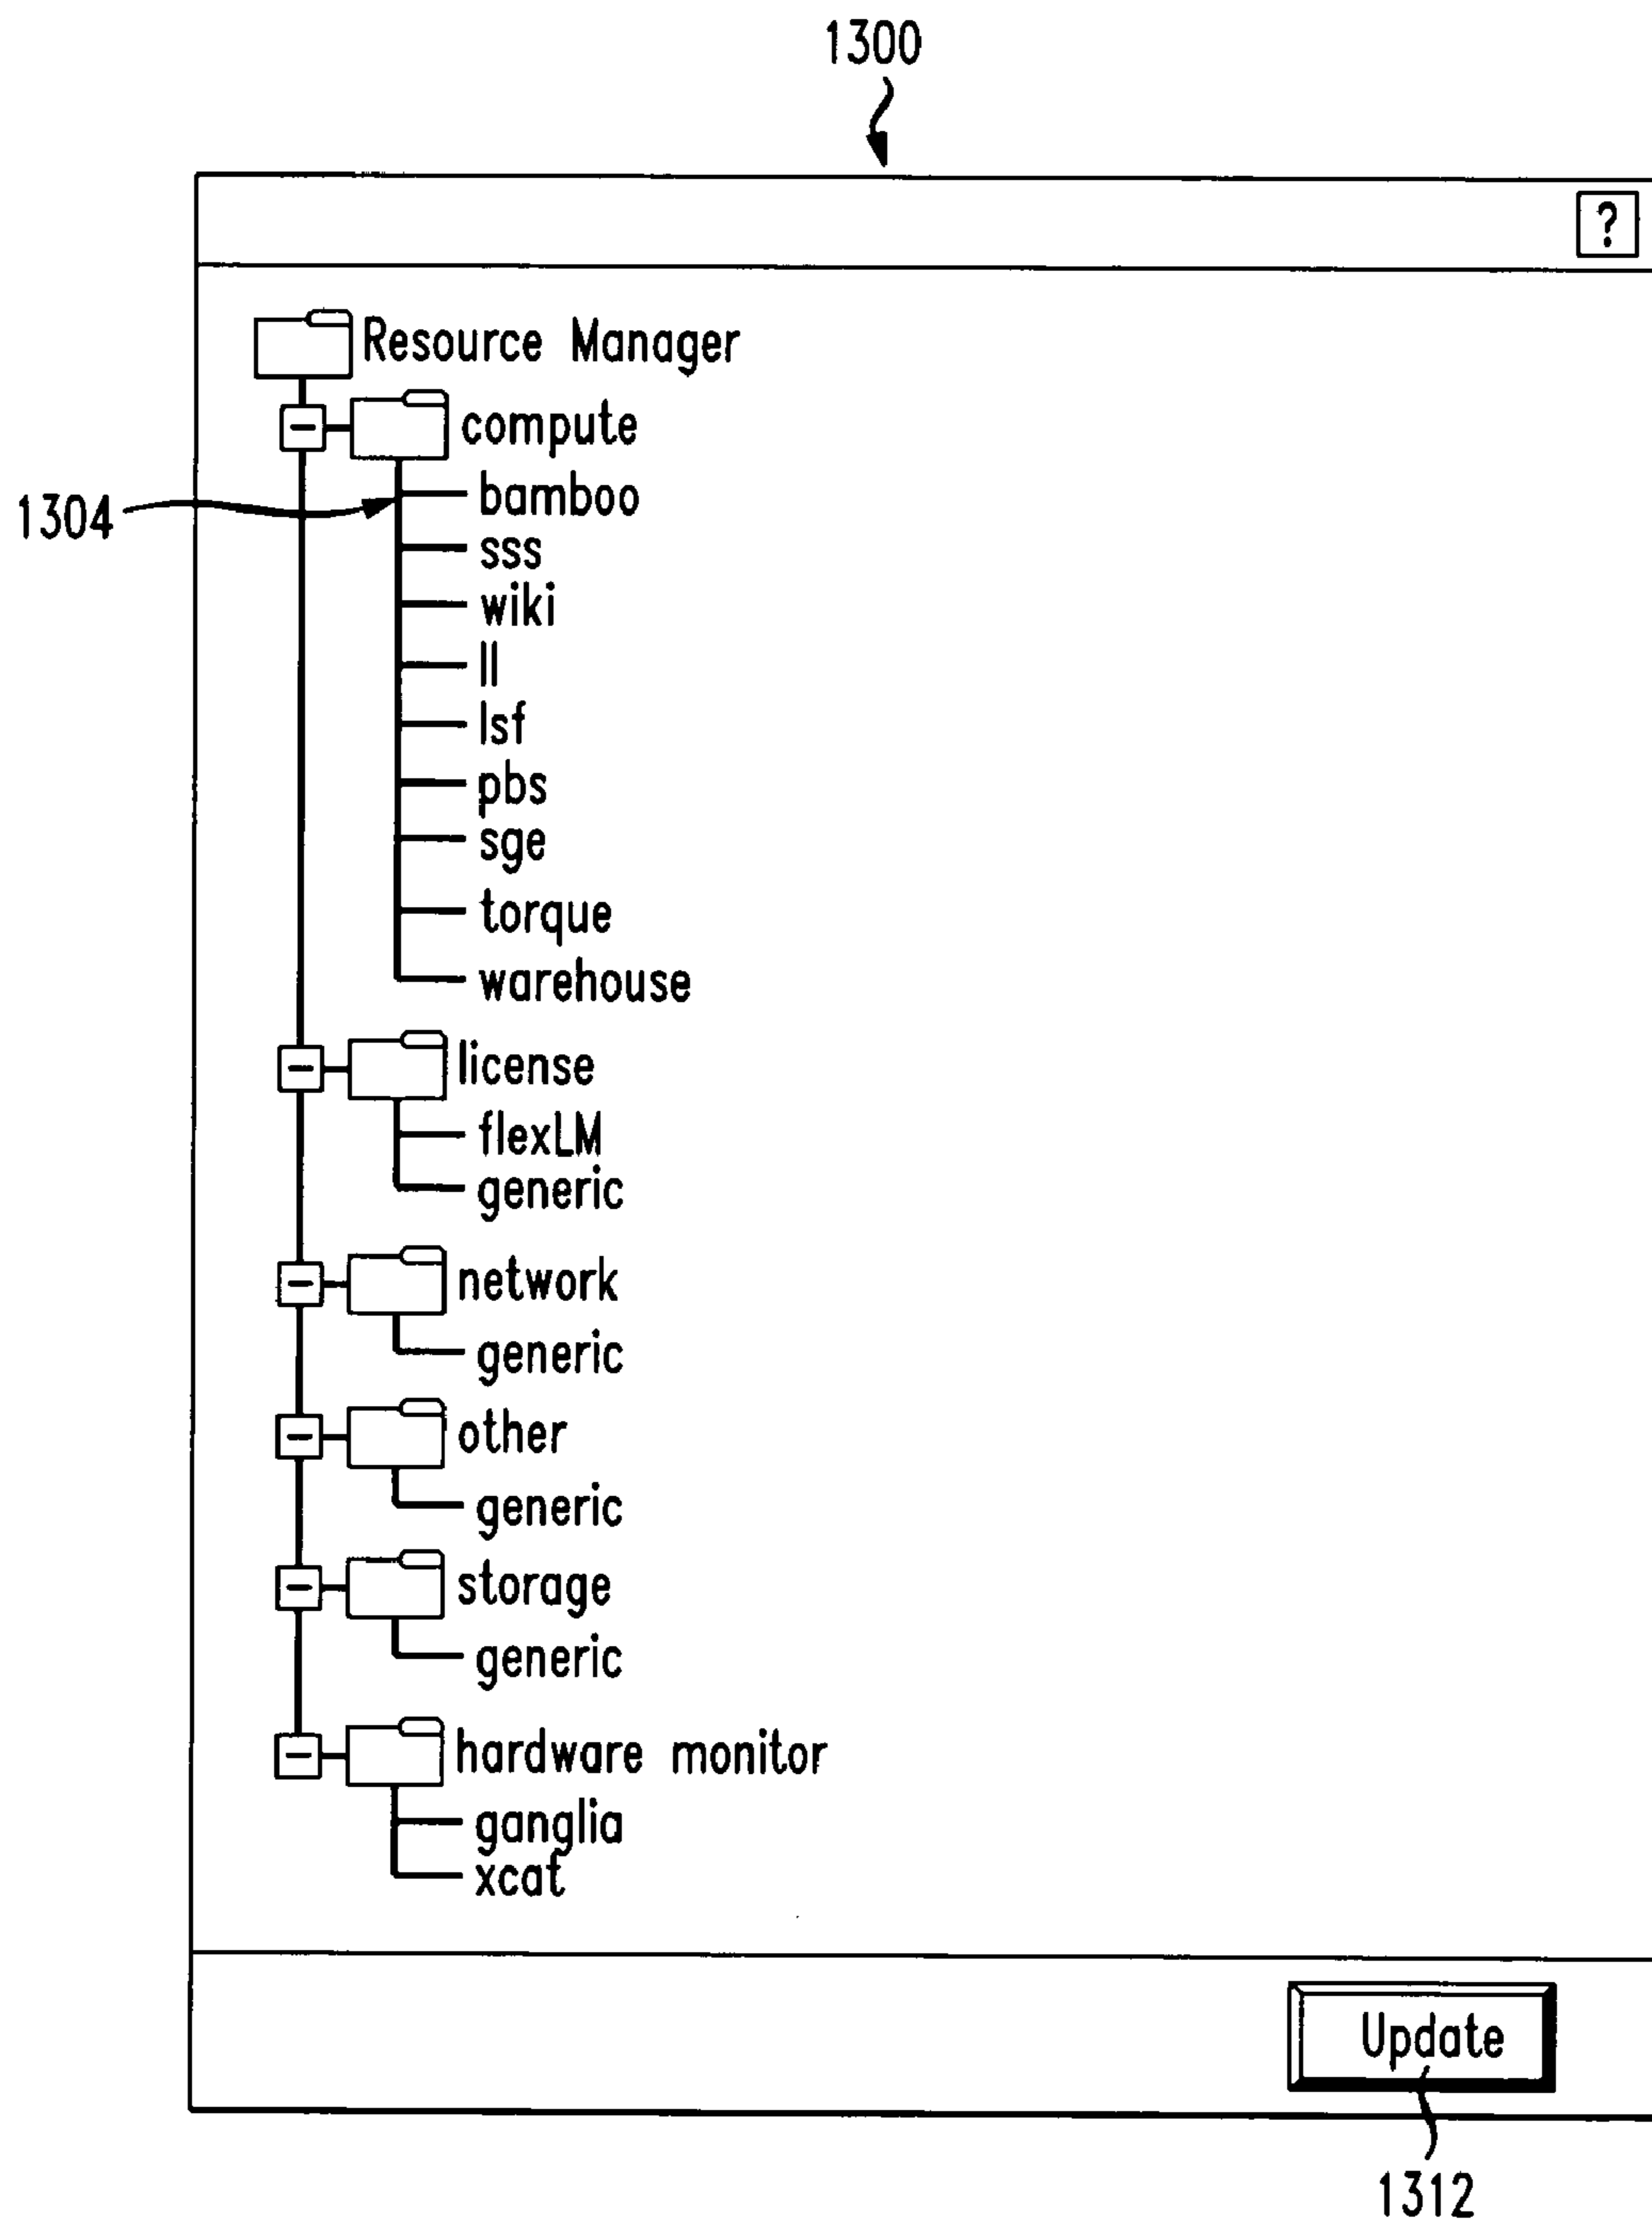 1300
?
Resource Manager
compute
1304
bamboo
sss
wiki
ll
lsf
pbs
sge
torque
warehouse
license
flexLM
generic
network
generic
other
generic
storage
generic
hardware monitor
ganglia
xcat
Update
1312